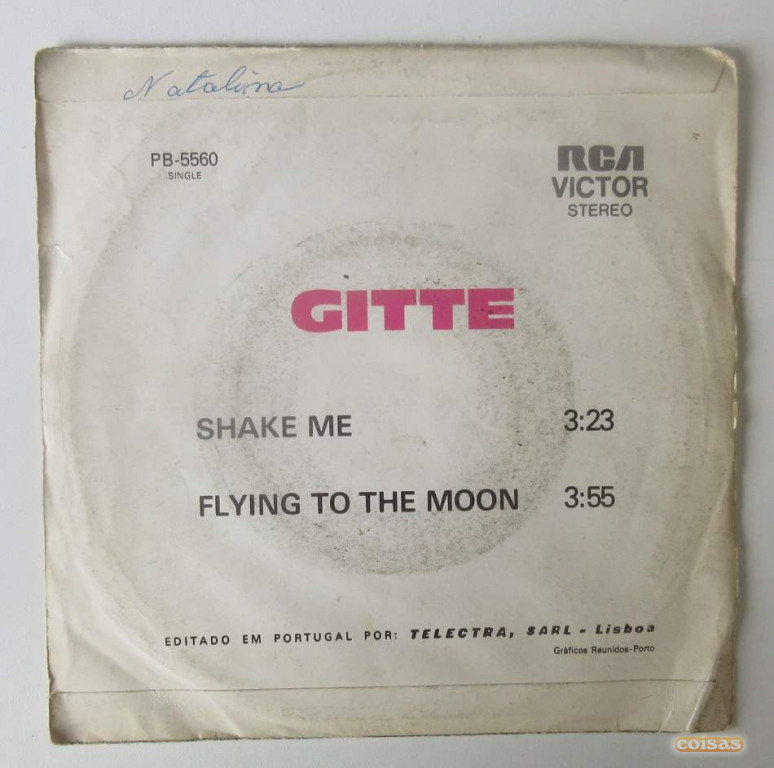 Natalina
PB-5560
SINGLE
RCA
VICTOR
STEREO
GITTE
SHAKE ME 3:23
FLYING TO THE MOON 3:55
EDITADO EM PORTUGAL POR: TELECTRA, SARL - Lisboa
Gráficos Reunidos-Porto
coisas